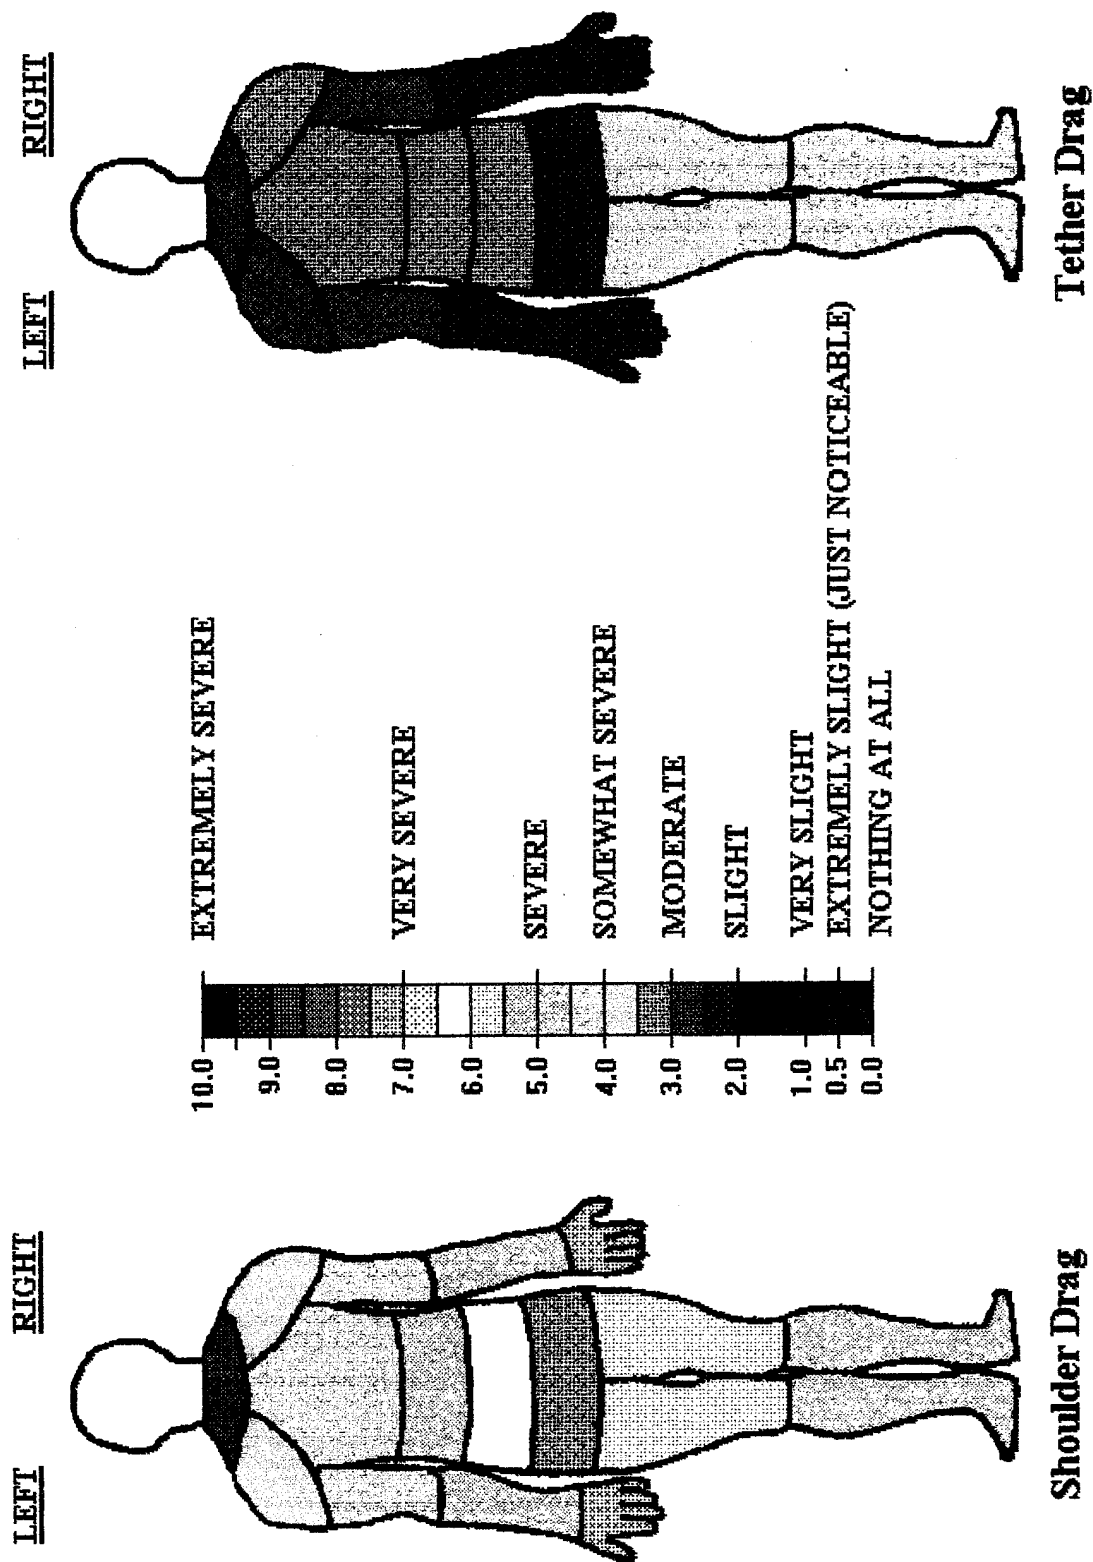 LEFT
RIGHT
Shoulder Drag
10.0
9.0
8.0
7.0
6.0
5.0
4.0
3.0
2.0
1.0
0.5
0.0
EXTREMELY SEVERE
VERY SEVERE
SEVERE
SOMEWHAT SEVERE
MODERATE
SLIGHT
VERY SLIGHT
EXTREMELY SLIGHT (JUST NOTICEABLE)
NOTHING AT ALL
LEFT
RIGHT
Tether Drag